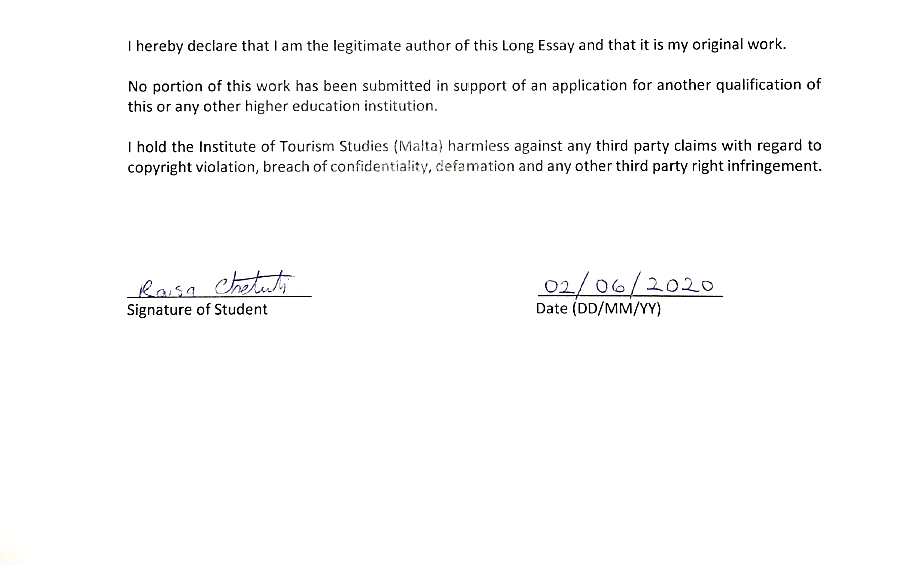 I hereby declare that I am the legitimate author of this Long Essay and that it is my original work.
No portion of this work has been submitted in support of an application for another qualification of
this or any other higher education institution.
I hold the Institute of Tourism Studies (Malta) harmless against any third party claims with regard to
copyright violation, breach of confidentiality, defamation and any other third party right infringement.
Raisa
02/06/2020
Signature of Student
Date (DD/MM/YY)